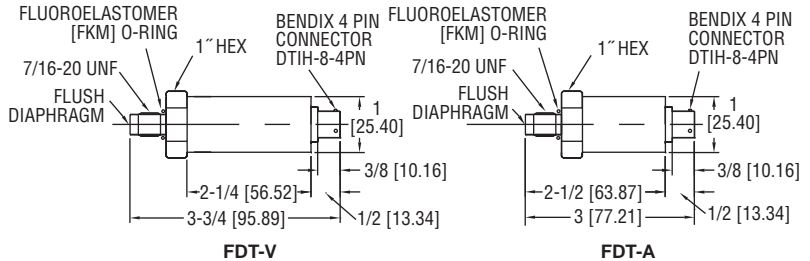 FLUOROELASTOMER
[FKM] O-RING
1˝ HEX
BENDIX 4 PIN
CONNECTOR
DTIH-8-4PN
7/16-20 UNF
FLUSH
DIAPHRAGM
1
[25.40]
3/8 [10.16]
2-1/4 [56.52]
3-3/4 [95.89]
1/2 [13.34]
FDT-V
FLUOROELASTOMER
[FKM] O-RING
1˝ HEX
BENDIX 4 PIN
CONNECTOR
DTIH-8-4PN
7/16-20 UNF
FLUSH
DIAPHRAGM
1
[25.40]
3/8 [10.16]
2-1/2 [63.87]
3 [77.21]
1/2 [13.34]
FDT-A